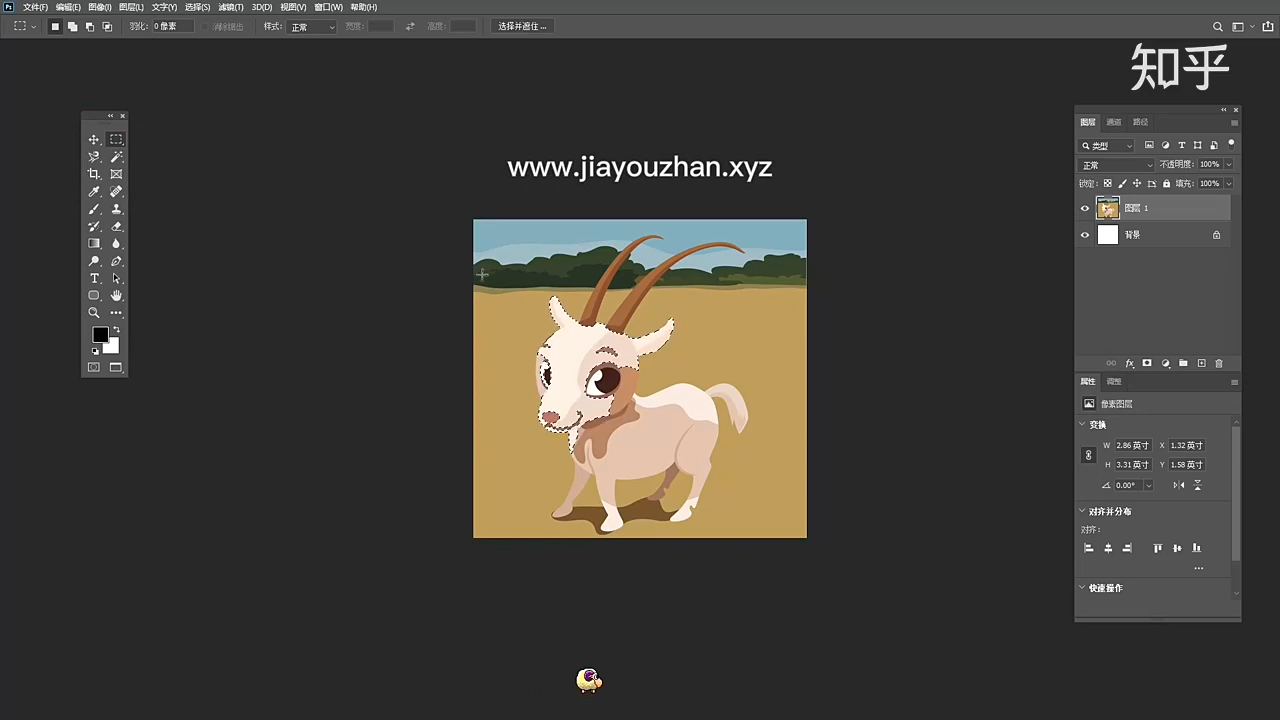 Ps 文件(F) 编辑(E) 图像(I) 图层(L) 文字(Y) 选择(S) 滤镜(T) 3D(D) 视图(V) 窗口(W) 帮助(H)
羽化: 0 像素 消除锯齿 样式: 正常 宽度: 高度: 选择并遮住 ...
知乎
图层 通道 路径
类型
www.jiayouzhan.xyz
正常 不透明度: 100%
锁定: 填充: 100%
图层 1
背景
fx
属性 调整
像素图层
变换
W 2.86 英寸 X 1.32 英寸
H 3.31 英寸 Y 1.58 英寸
0.00°
对齐并分布
对齐:
快速操作